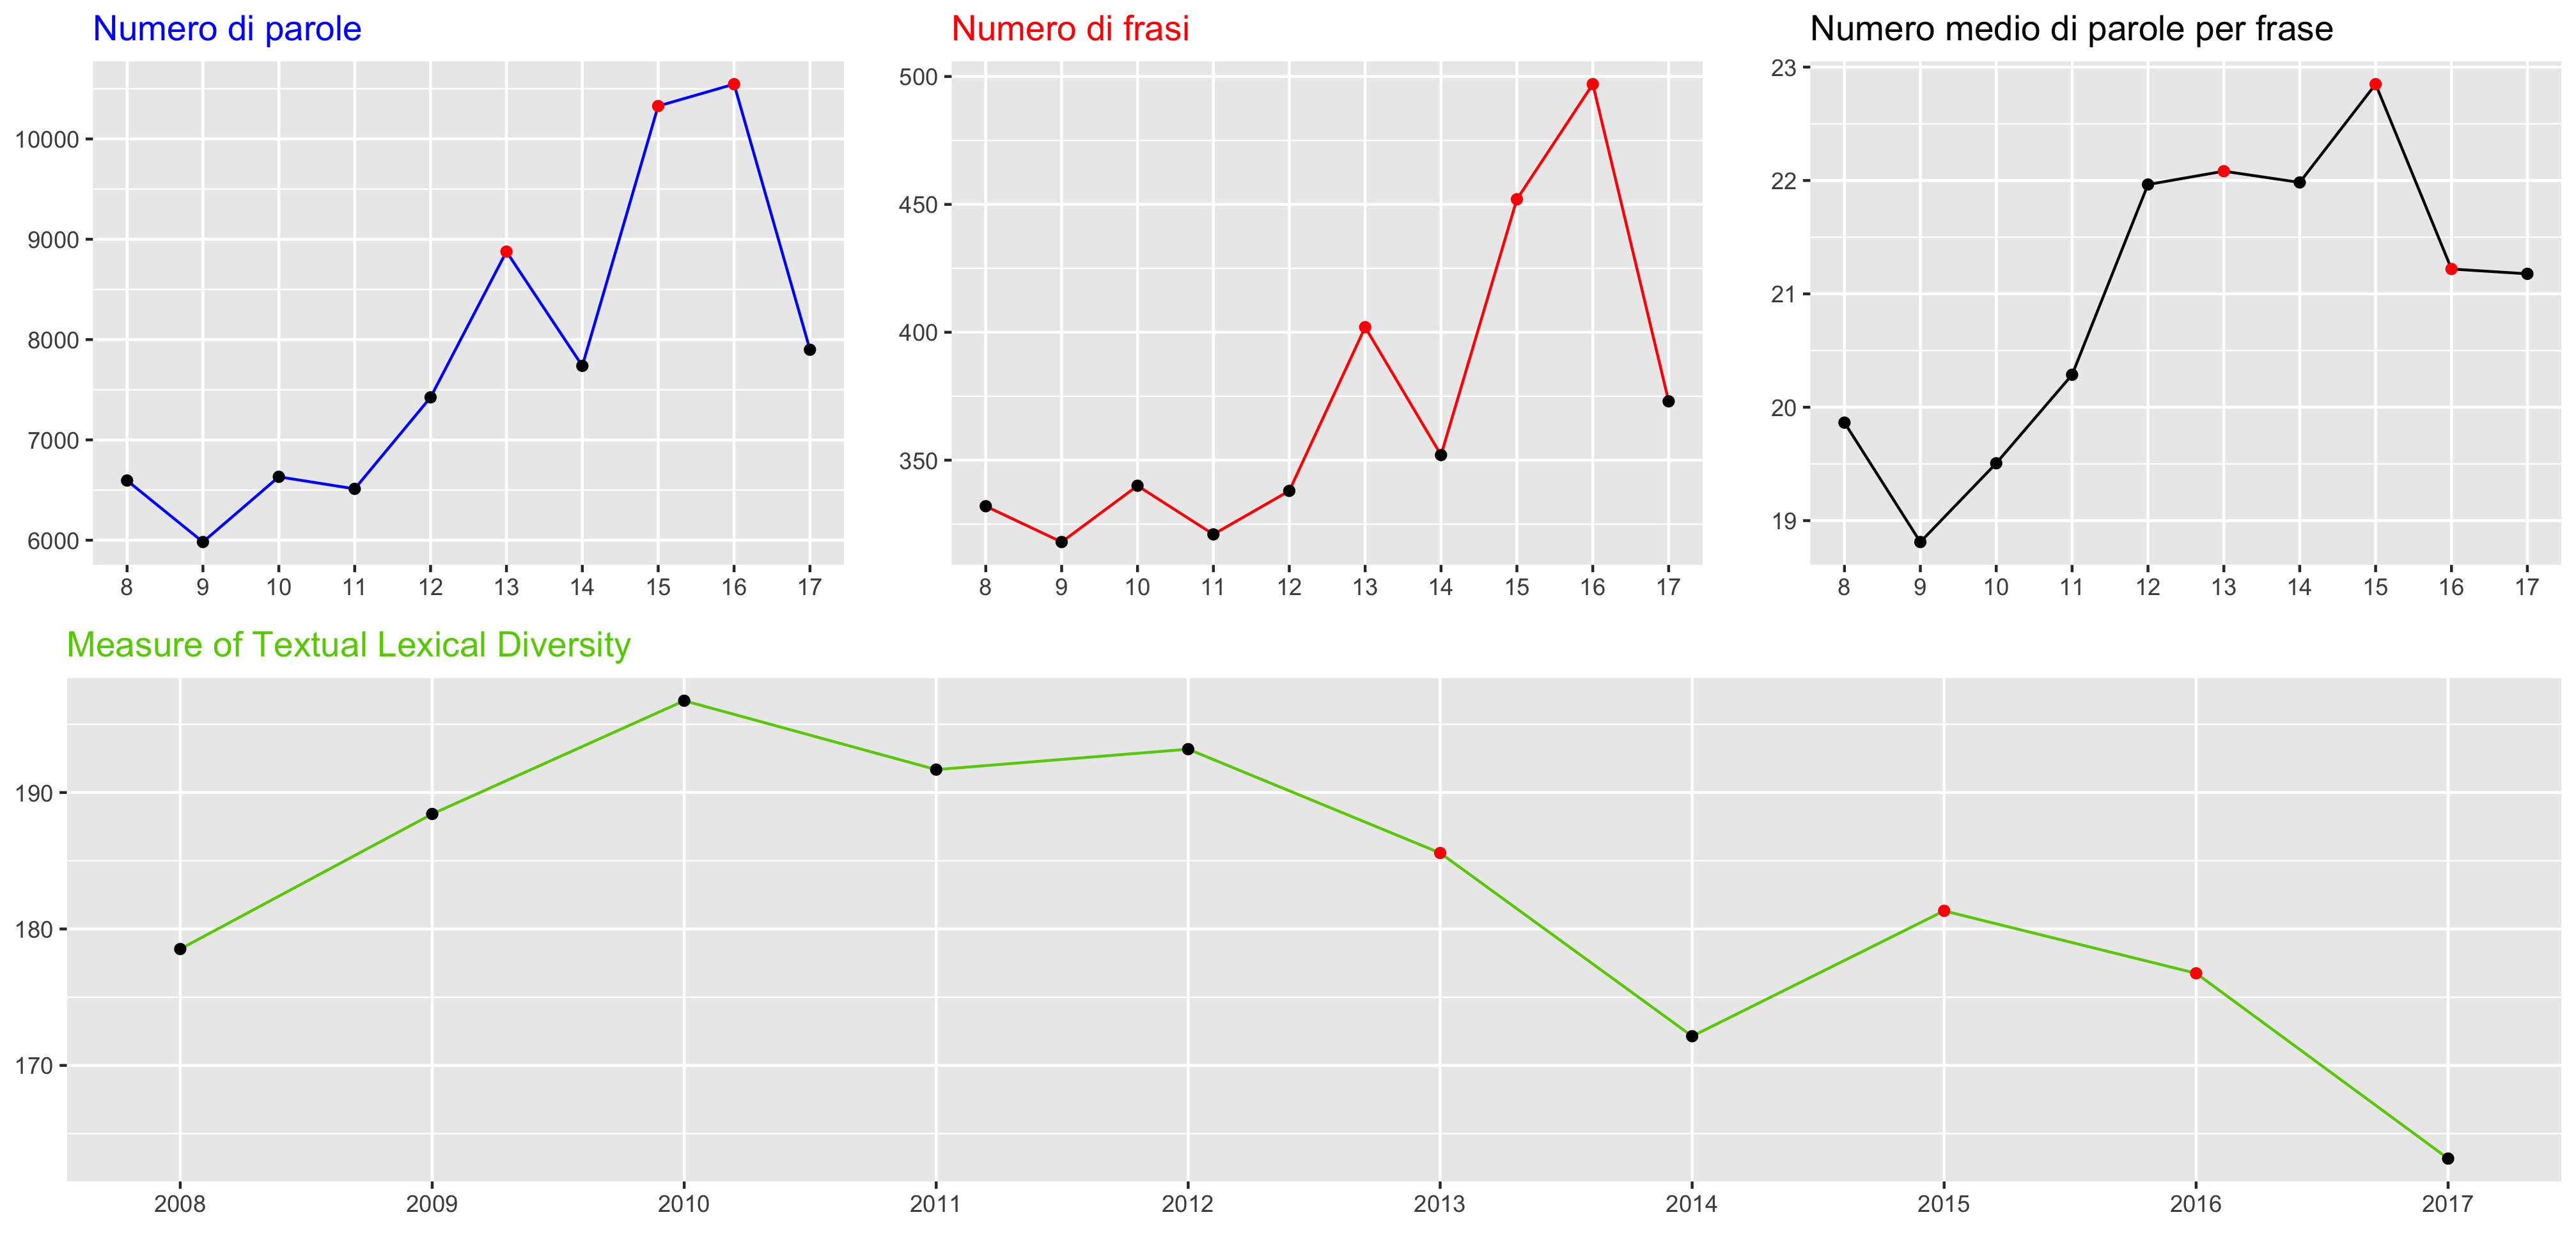 Numero di parole
10000
9000
8000
7000
6000
8 9 10 11 12 13 14 15 16 17
Numero di frasi
500
450
400
350
8 9 10 11 12 13 14 15 16 17
Numero medio di parole per frase
23
22
21
20
19
8 9 10 11 12 13 14 15 16 17
Measure of Textual Lexical Diversity
190
180
170
2008 2009 2010 2011 2012 2013 2014 2015 2016 2017